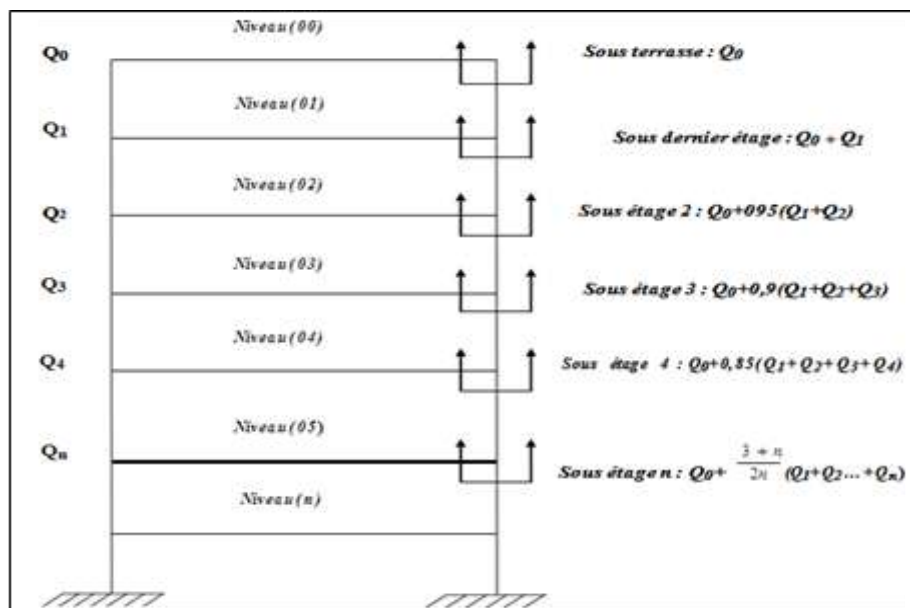 Niveau(00)
Q0
Sous terrasse : Q0
Niveau(01)
Q1
Sous dernier étage : Q0 + Q1
Niveau(02)
Q2
Sous étage 2 : Q0+095(Q1+Q2)
Niveau(03)
Q3
Sous étage 3 : Q0+0,9(Q1+Q2+Q3)
Niveau(04)
Q4
Sous étage 4 : Q0+0,85(Q1+Q2+Q3+Q4)
Niveau(05)
Qn
Sous étage n : Q0+ 3 + n / 2n (Q1+Q2... +Qn)
Niveau(n)